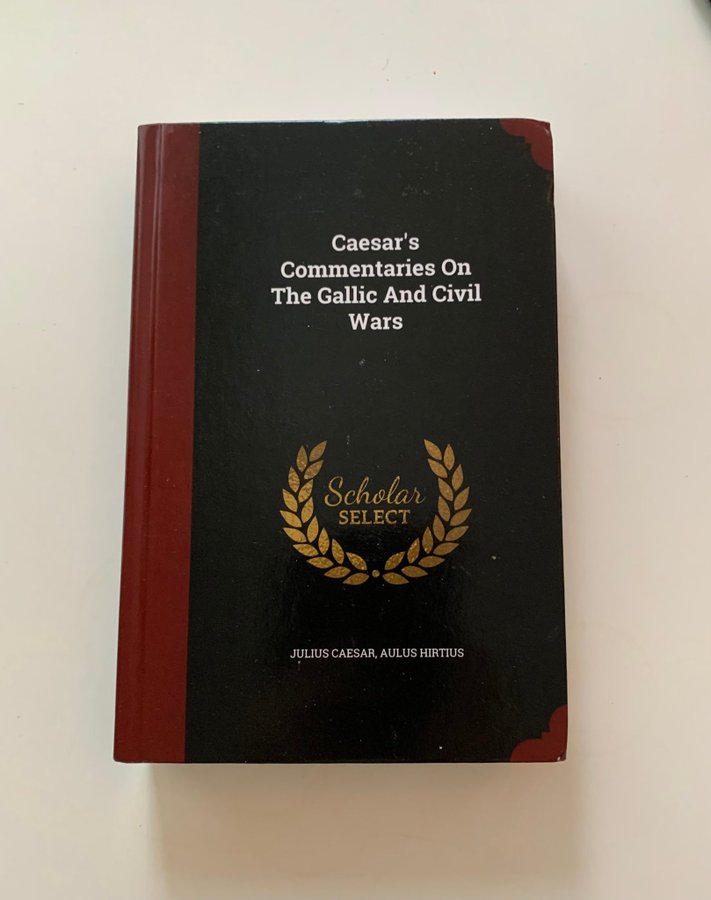 Caesar's
Commentaries On
The Gallic And Civil
Wars
Scholar
SELECT
JULIUS CAESAR, AULUS HIRTIUS